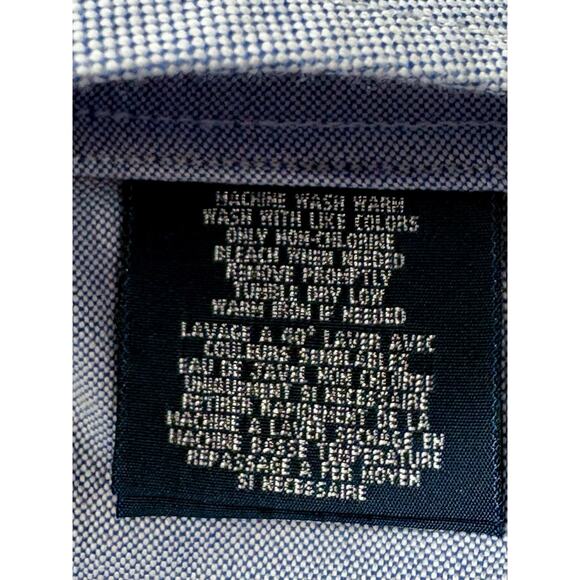 MACHINE WASH WARM
WASH WITH LIKE COLORS
ONLY NON-CHLORINE
BLEACH WHEN NEEDED
REMOVE PROMPTLY
TUMBLE DRY LOW
WARM IRON IF NEEDED
LAVAGE A 40° LAVER AVEC
COULEURS SEMBLABLES
EAU DE JAVEL NON CHLOREE
UNIQUEMENT SI NECESSAIRE
RETIRER RAPIDEMENT DE LA
MACHINE A LAVER SECHAGE EN
MACHINE BASSE TEMPERATURE
REPASSAGE A FER MOYEN
SI NECESSAIRE